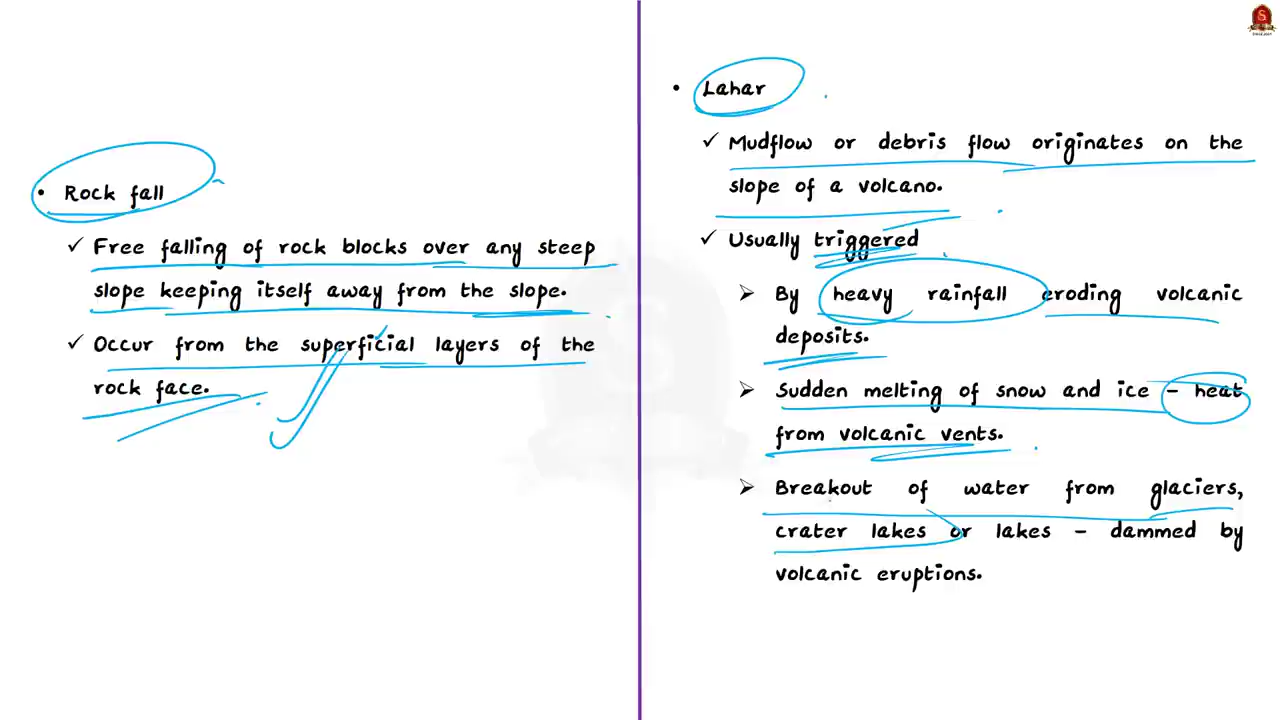 • Rock fall
✓ Free falling of rock blocks over any steep
slope keeping itself away from the slope.
✓ Occur from the superficial layers of the
rock face.
• Lahar
✓ Mudflow or debris flow originates on the
slope of a volcano.
✓ Usually triggered
➢ By heavy rainfall eroding volcanic
deposits.
➢ Sudden melting of snow and ice – heat
from volcanic vents.
➢ Breakout of water from glaciers,
crater lakes or lakes – dammed by
volcanic eruptions.